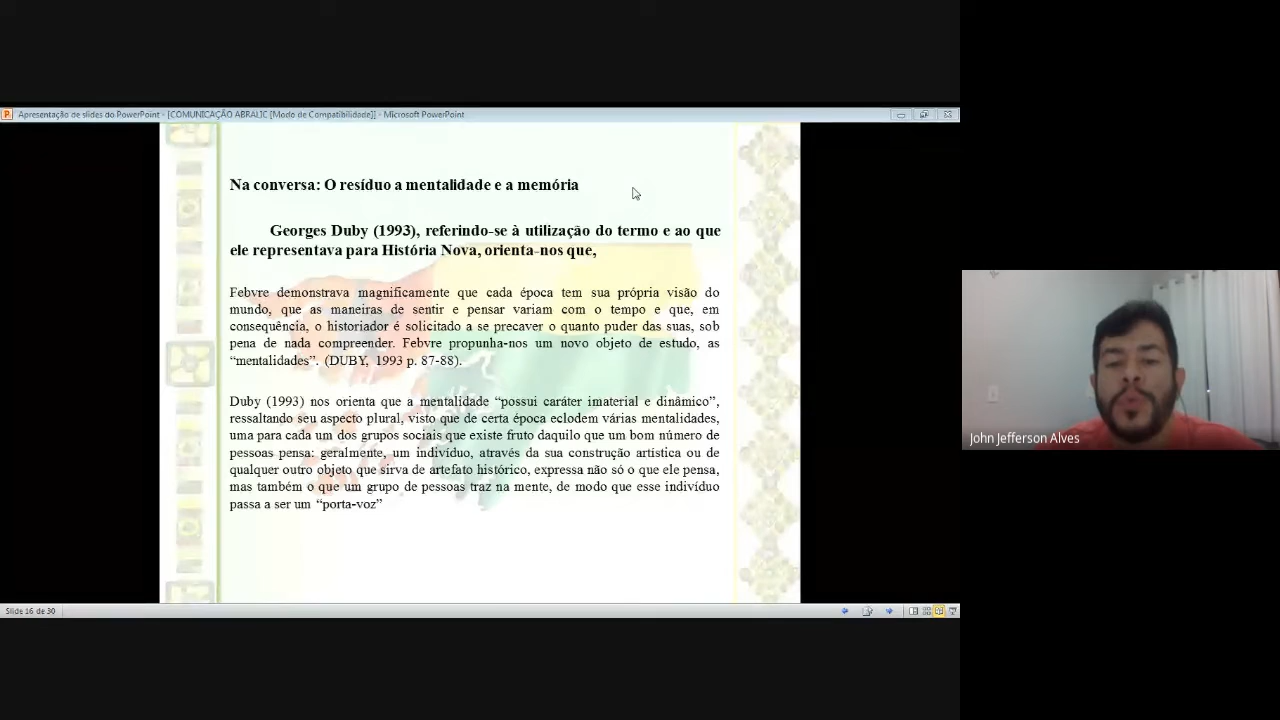 Apresentação de slides do PowerPoint - [COMUNICAÇÃO ABRALIC [Modo de Compatibilidade]] - Microsoft PowerPoint
Na conversa: O resíduo a mentalidade e a memória
Georges Duby (1993), referindo-se à utilização do termo e ao que
ele representava para História Nova, orienta-nos que,
Febvre demonstrava magnificamente que cada época tem sua própria visão do
mundo, que as maneiras de sentir e pensar variam com o tempo e que, em
consequência, o historiador é solicitado a se precaver o quanto puder das suas, sob
pena de nada compreender. Febvre propunha-nos um novo objeto de estudo, as
“mentalidades”. (DUBY, 1993 p. 87-88).
Duby (1993) nos orienta que a mentalidade “possui caráter imaterial e dinâmico”,
ressaltando seu aspecto plural, visto que de certa época eclodem várias mentalidades,
uma para cada um dos grupos sociais que existe fruto daquilo que um bom número de
pessoas pensa: geralmente, um indivíduo, através da sua construção artística ou de
qualquer outro objeto que sirva de artefato histórico, expressa não só o que ele pensa,
mas também o que um grupo de pessoas traz na mente, de modo que esse indivíduo
passa a ser um “porta-voz”
John Jefferson Alves
Slide 16 de 30